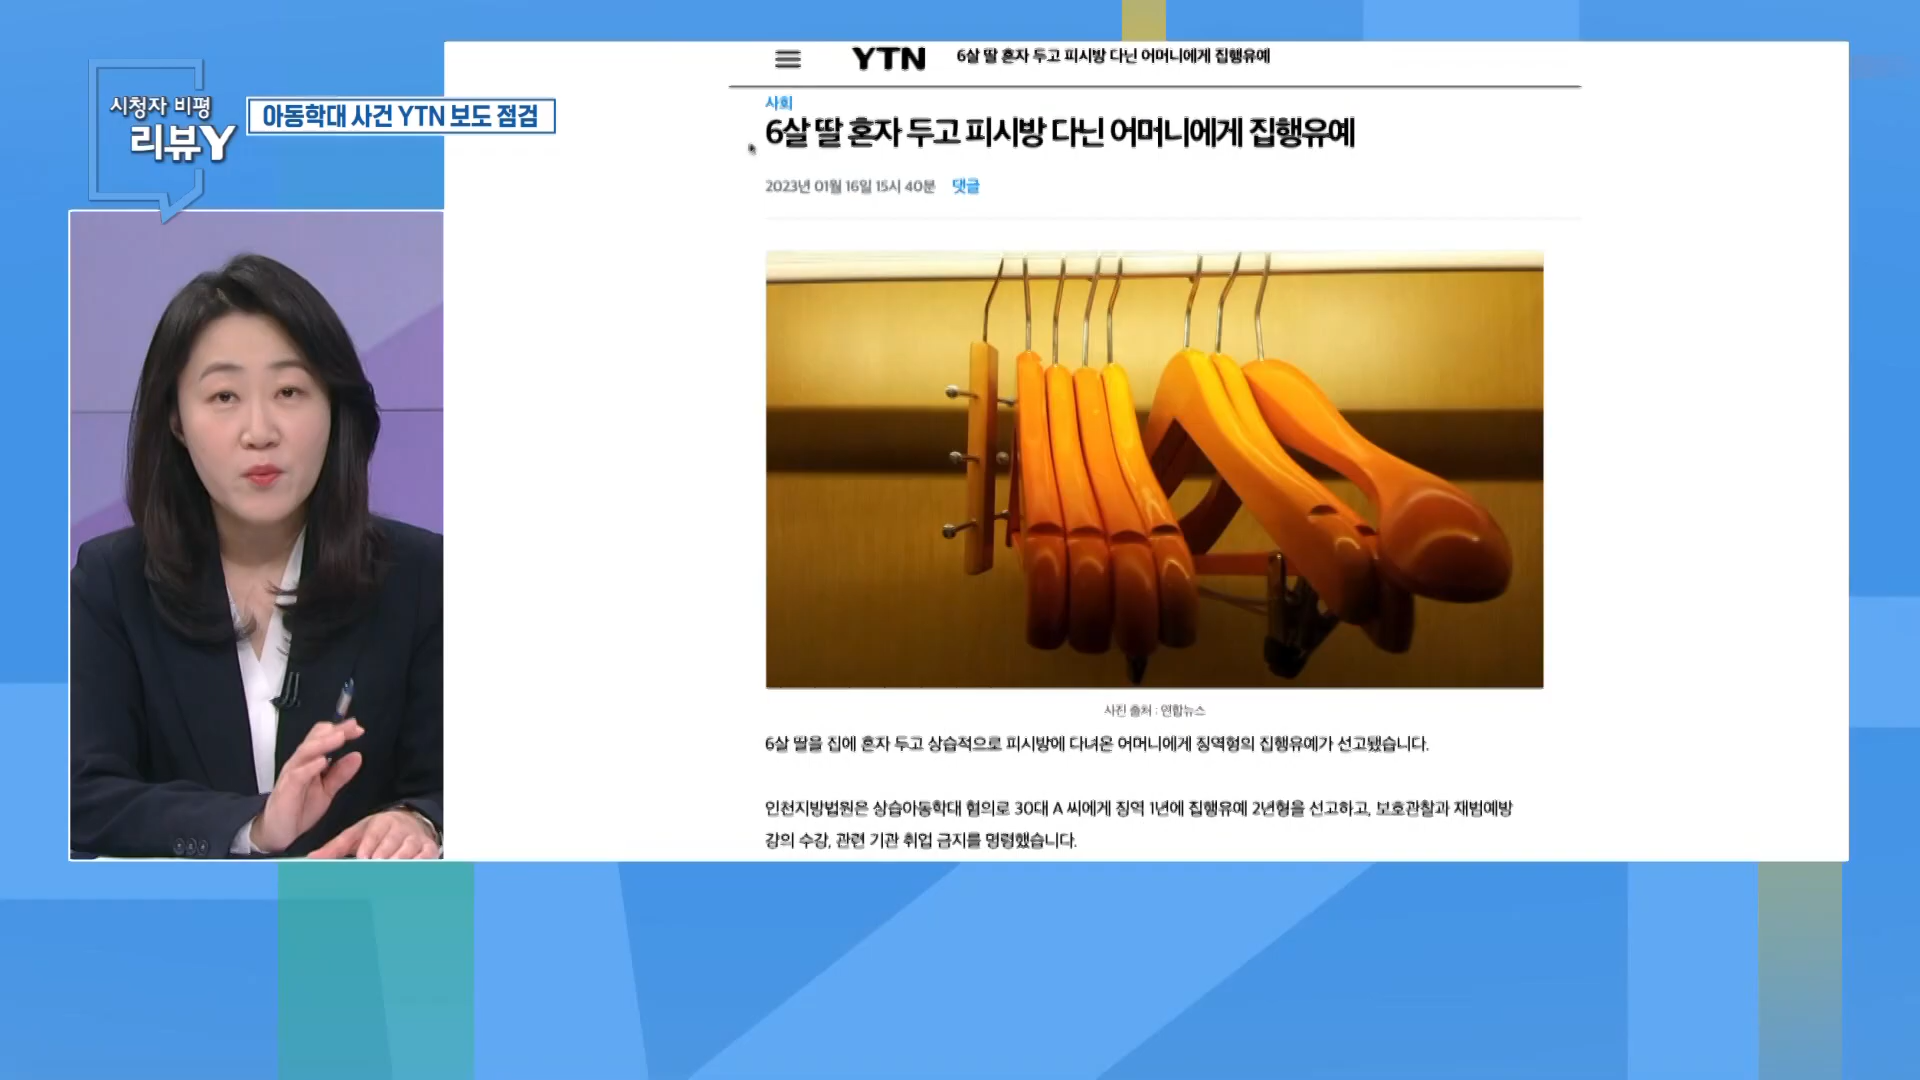 시청자 비평
리뷰Y
아동학대 사건 YTN 보도 점검
YTN 6살 딸 혼자 두고 피시방 다닌 어머니에게 집행유예
사회
6살 딸 혼자 두고 피시방 다닌 어머니에게 집행유예
2023년 01월 16일 15시 40분 댓글
사진 출처 : 연합뉴스
6살 딸을 집에 혼자 두고 상습적으로 피시방에 다녀온 어머니에게 징역형의 집행유예가 선고됐습니다.
인천지방법원은 상습아동학대 혐의로 30대 A 씨에게 징역 1년에 집행유예 2년형을 선고하고, 보호관찰과 재범예방
강의 수강, 관련 기관 취업 금지를 명령했습니다.